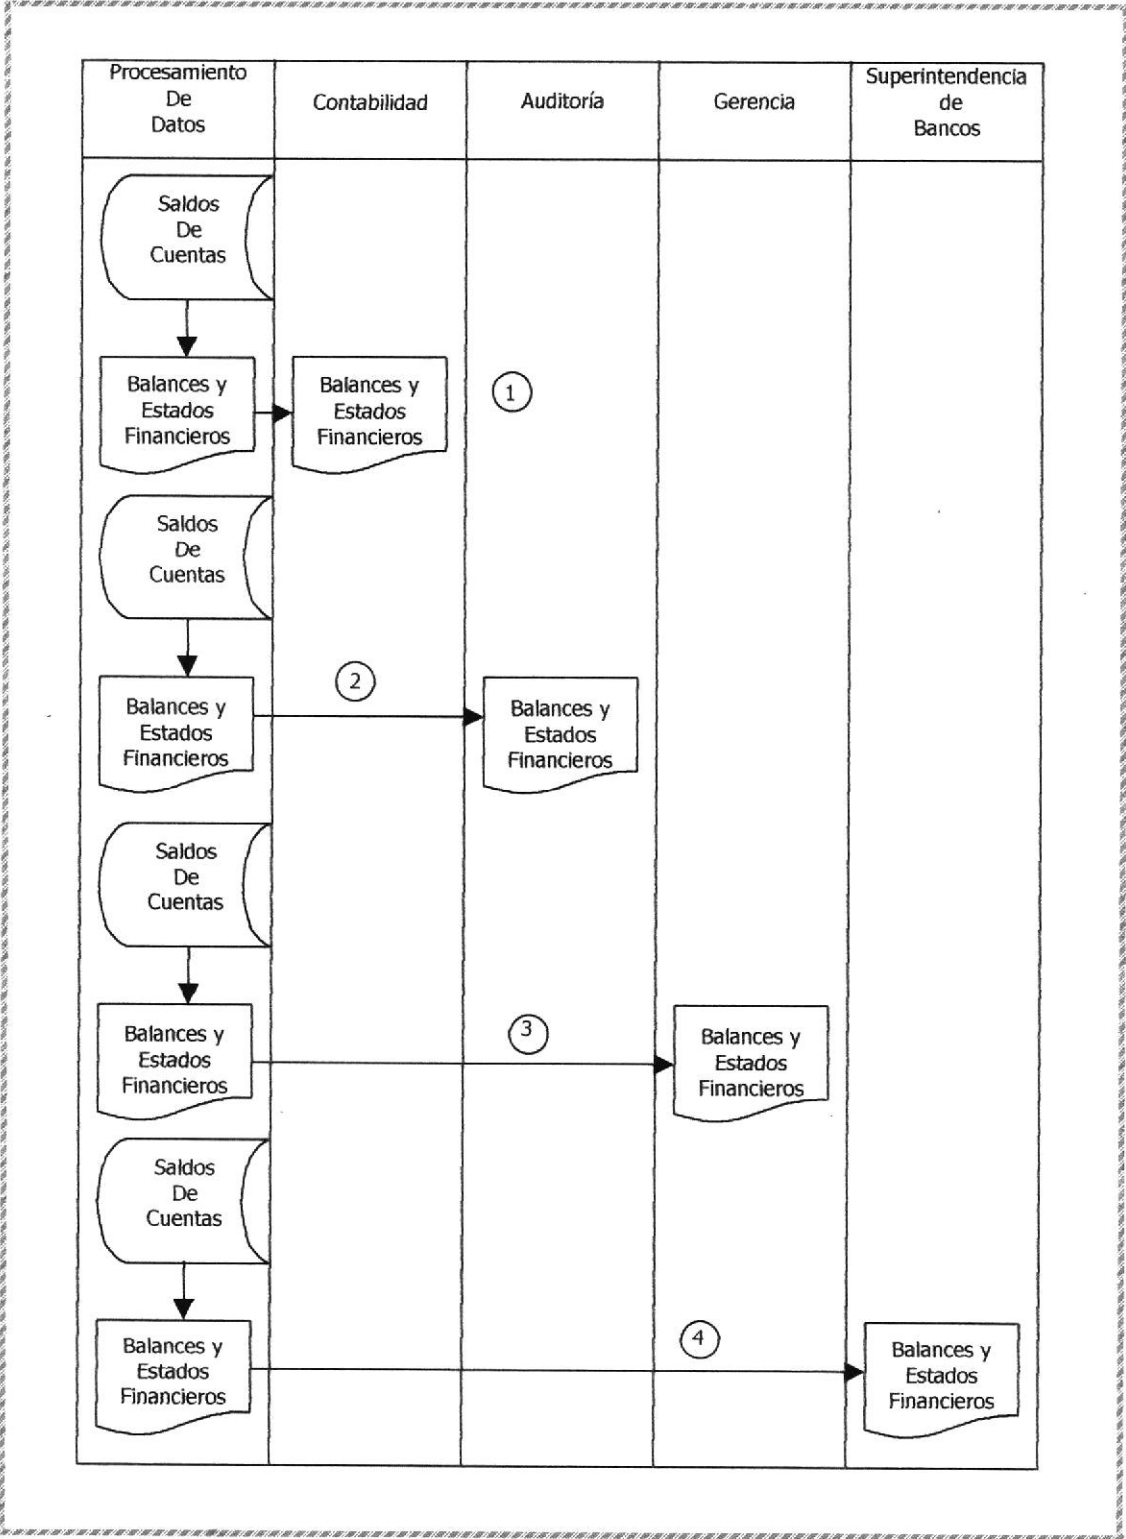 Procesamiento
De
Datos
Contabilidad
Auditoría
Gerencia
Superintendencia
de
Bancos
Saldos
De
Cuentas
Balances y
Estados
Financieros
Balances y
Estados
Financieros
1
Saldos
De
Cuentas
2
Balances y
Estados
Financieros
Balances y
Estados
Financieros
Saldos
De
Cuentas
Balances y
Estados
Financieros
3
Balances y
Estados
Financieros
Saldos
De
Cuentas
Balances y
Estados
Financieros
4
Balances y
Estados
Financieros